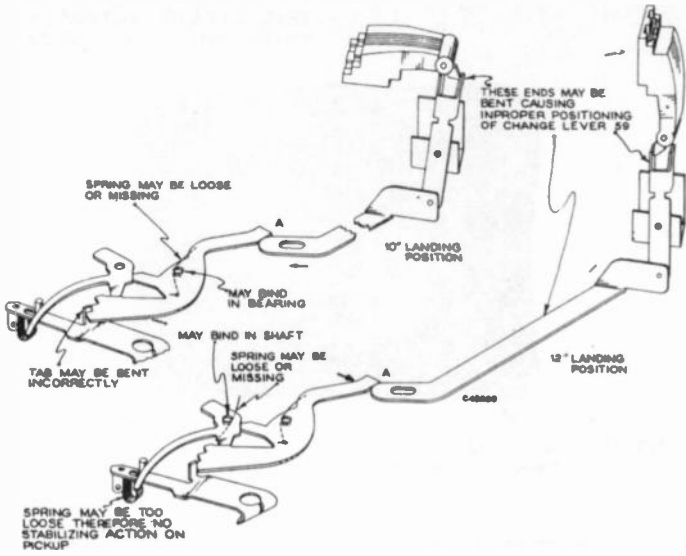 THESE ENDS MAY BE
BENT CAUSING
INPROPER POSITIONING
OF CHANGE LEVER 59
SPRING MAY BE LOOSE
OR MISSING
A
10" LANDING
POSITION
MAY BIND
IN BEARING
MAY BIND IN SHAFT
SPRING MAY BE
LOOSE OR
MISSING
TAB MAY BE BENT
INCORRECTLY
A
12" LANDING
POSITION
SPRING MAY BE TOO
LOOSE THEREFORE NO
STABILIZING ACTION ON
PICKUP